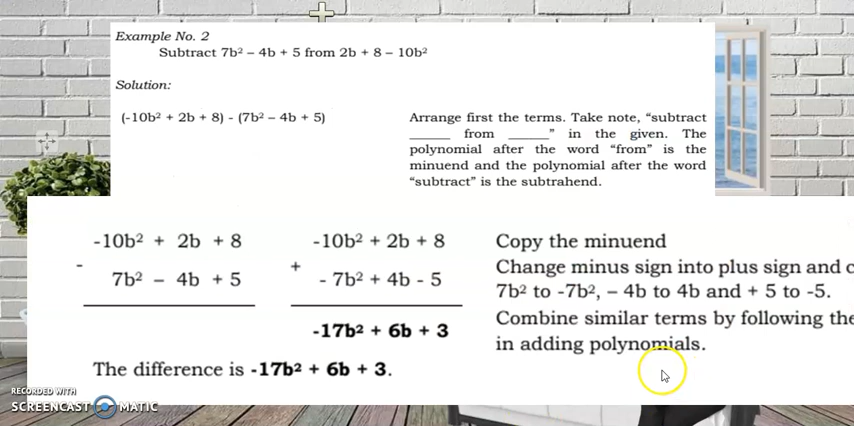 Example No. 2
Subtract 7b² – 4b + 5 from 2b + 8 – 10b²
Solution:
(-10b² + 2b + 8) - (7b² – 4b + 5)
Arrange first the terms. Take note, “subtract
_____ from _____” in the given. The
polynomial after the word “from” is the
minuend and the polynomial after the word
“subtract” is the subtrahend.
-10b² + 2b + 8
- 7b² – 4b + 5
-10b² + 2b + 8
+ - 7b² + 4b - 5
-17b² + 6b + 3
The difference is -17b² + 6b + 3.
Copy the minuend
Change minus sign into plus sign and c
7b² to -7b², – 4b to 4b and + 5 to -5.
Combine similar terms by following the
in adding polynomials.
RECORDED WITH
SCREENCAST MATIC